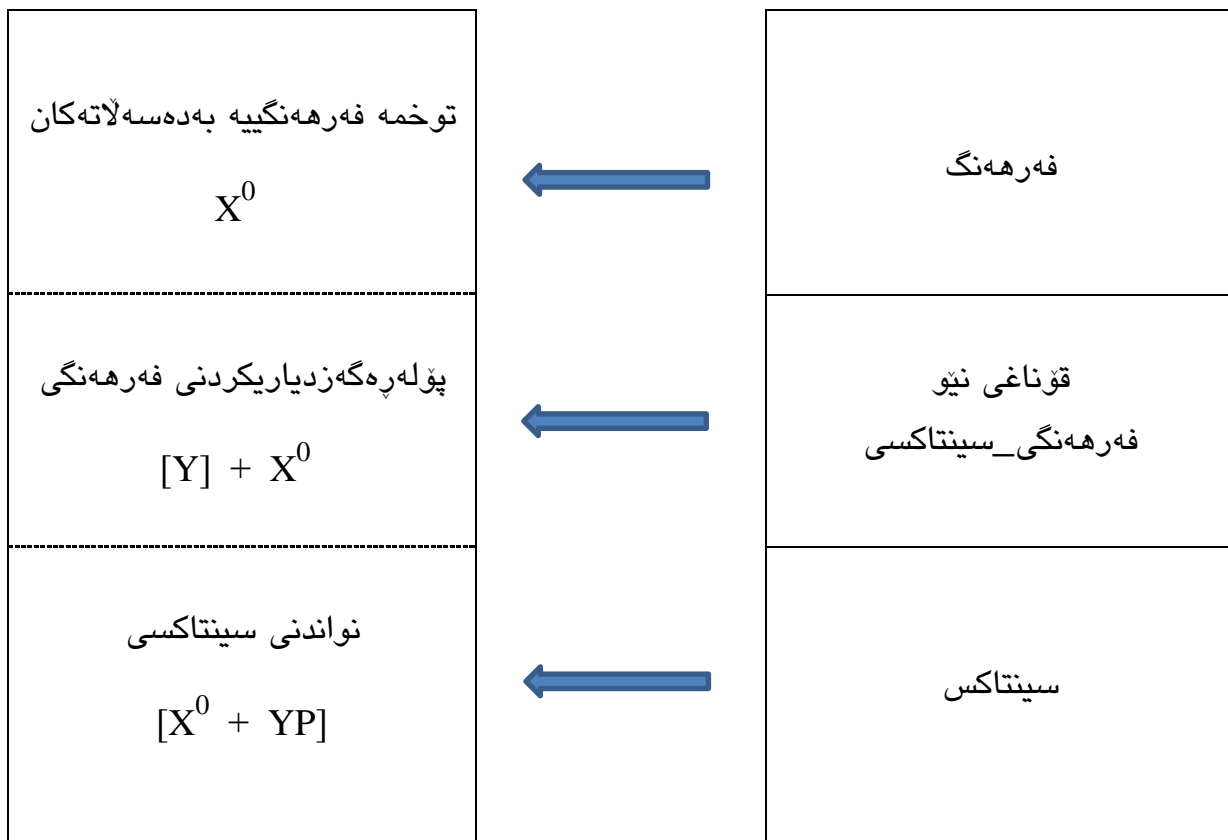 فەرهەنگ
توخمە فەرهەنگییە بەدەسەڵاتەکان
X⁰
قۆناغی نێو
فەرهەنگی_سینتاکسی
پۆلەڕەگەزدیاریکردنی فەرهەنگی
[Y] + X⁰
سینتاکس
نواندنی سینتاکسی
[X⁰ + YP]